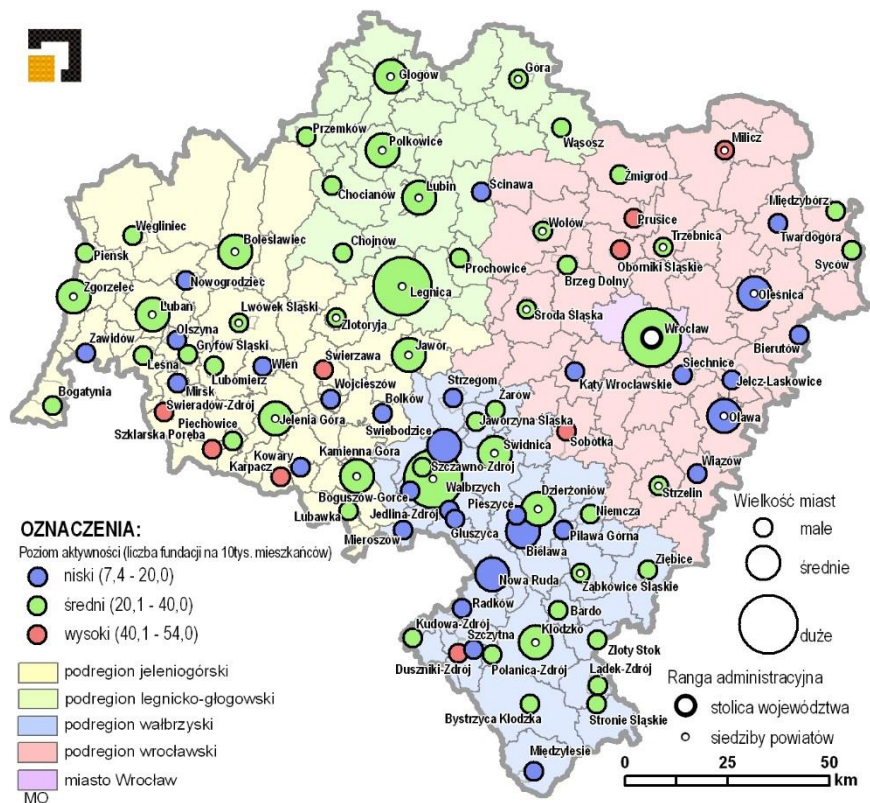 Głogów
Góra
Przemków
Polkowice
Wąsosz
Milicz
Żmigród
Chocianów
Lubin
Ścinawa
Międzybórz
Prusice
Twardogóra
Węgliniec
Wołów
Trzebnica
Pieńsk
Bolesławiec
Chojnów
Prochowice
Oborniki Śląskie
Syców
Brzeg Dolny
Nowogrodziec
Zgorzelec
Legnica
Oleśnica
Lubań
Lwówek Śląski
Złotoryja
Środa Śląska
Wrocław
Zawidów
Olszyna
Gryfów Śląski
Jawor
Bierutów
Leśna
Lubomierz
Wleń
Świerzawa
Siechnice
Mirsk
Wojcieszów
Strzegom
Żarów
Kąty Wrocławskie
Jelcz-Laskowice
Bogatynia
Świeradów-Zdrój
Bolków
Jaworzyna Śląska
Oława
Piechowice
Jelenia Góra
Świebodzice
Sobótka
Szklarska Poręba
Kowary
Kamienna Góra
Świdnica
Szczawno-Zdrój
Karpacz
Wałbrzych
Wiązów
Boguszów-Gorce
Dzierżoniów
Strzelin
Lubawka
Jedlina-Zdrój
Pieszyce
Niemcza
Mieroszów
Głuszyca
Bielawa
Piława Górna
Ziębice
Nowa Ruda
Ząbkowice Śląskie
Radków
Bardo
Kudowa-Zdrój
Szczytna
Kłodzko
Złoty Stok
Duszniki-Zdrój
Polanica-Zdrój
Lądek-Zdrój
Bystrzyca Kłodzka
Stronie Śląskie
Międzylesie
OZNACZENIA:
Poziom aktywności (liczba fundacji na 10tys. mieszkańców)
niski (7,4 - 20,0)
średni (20,1 - 40,0)
wysoki (40,1 - 54,0)
podregion jeleniogórski
podregion legnicko-głogowski
podregion wałbrzyski
podregion wrocławski
miasto Wrocław
MO
Wielkość miast
małe
średnie
duże
Ranga administracyjna
stolica województwa
siedziby powiatów
0 25 50
km